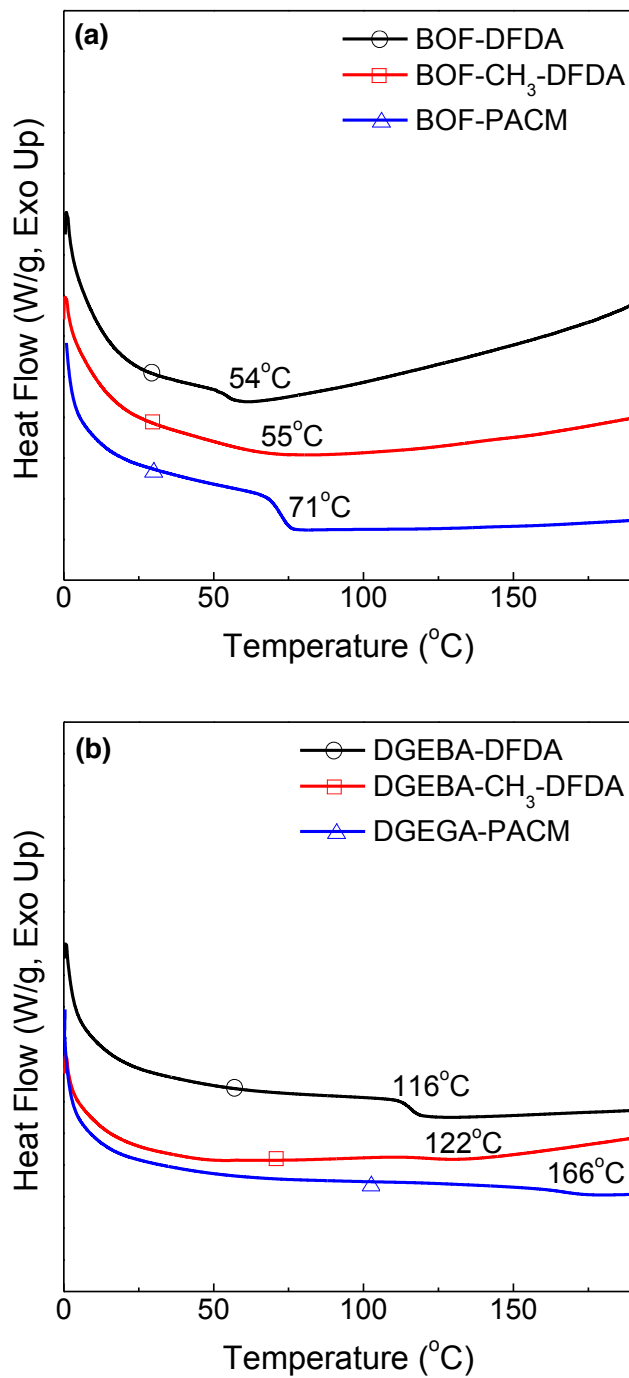 (a)
BOF-DFDA
BOF-CH₃-DFDA
BOF-PACM
Heat Flow (W/g, Exo Up)
54°C
55°C
71°C
0 50 100 150
Temperature (°C)
(b)
DGEBA-DFDA
DGEBA-CH₃-DFDA
DGEGA-PACM
Heat Flow (W/g, Exo Up)
116°C
122°C
166°C
0 50 100 150
Temperature (°C)